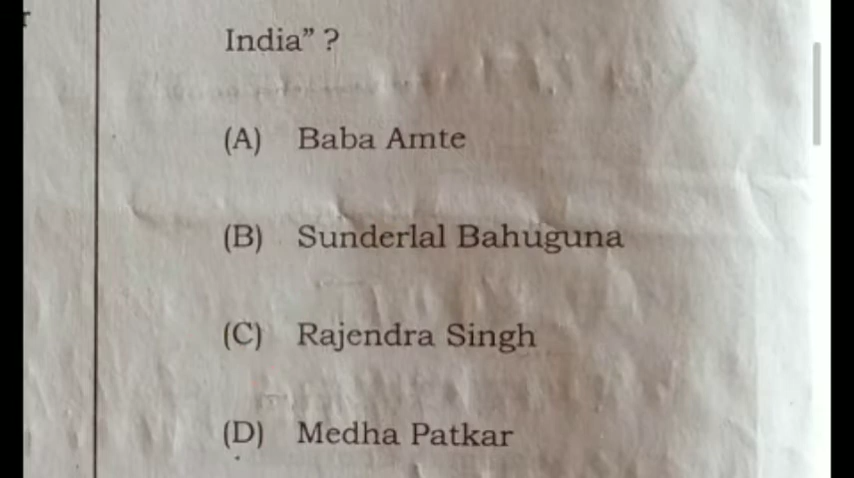 India” ?
(A) Baba Amte
(B) Sunderlal Bahuguna
(C) Rajendra Singh
(D) Medha Patkar